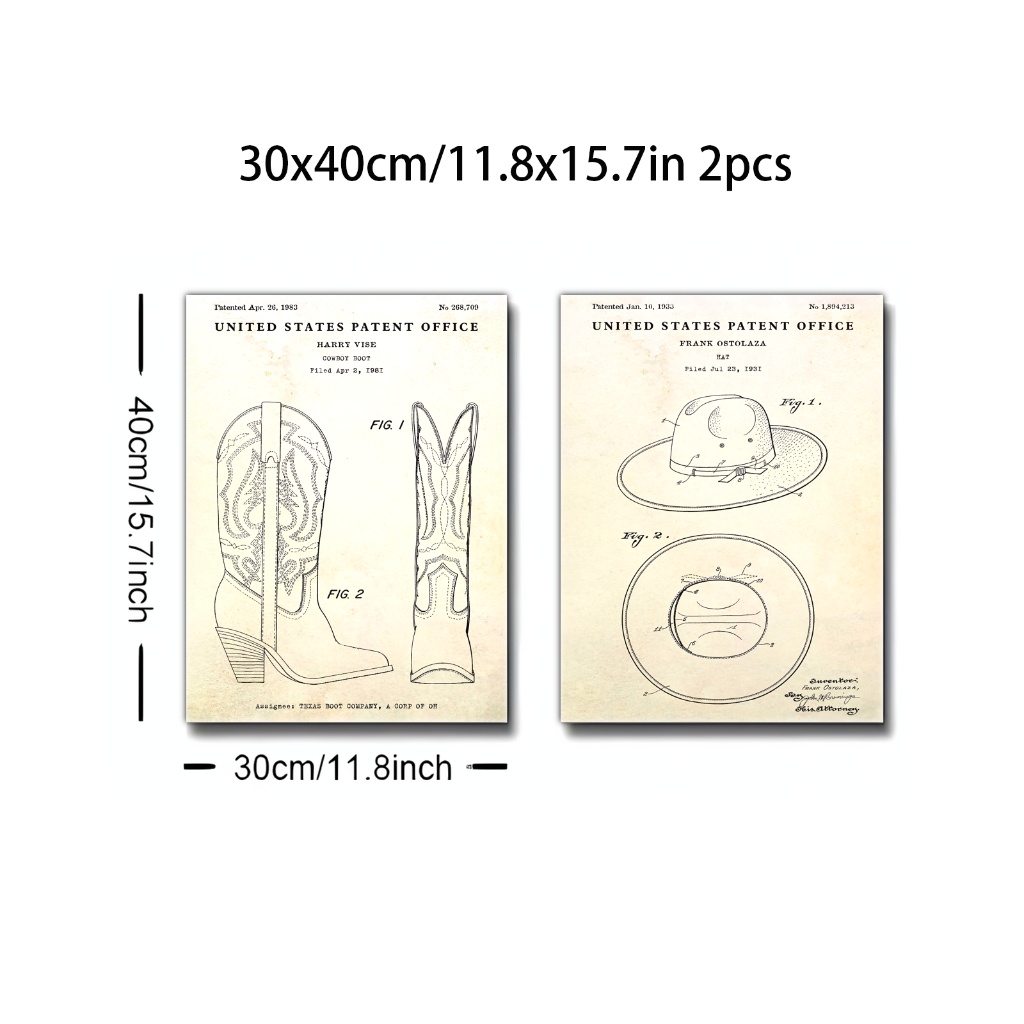 30x40cm/11.8x15.7in 2pcs
40cm/15.7inch
Patented Apr. 26, 1983
No 268,709
UNITED STATES PATENT OFFICE
HARRY VISE
COWBOY BOOT
Filed Apr 2, 1981
FIG. 1
FIG. 2
Assignee: TEXAS BOOT COMPANY, A CORP OF OH
30cm/11.8inch
Patented Jan. 10, 1933
No 1,894,213
UNITED STATES PATENT OFFICE
FRANK OSTOLAZA
HAT
Filed Jul 23, 1931
Fig. 1.
Fig. 2.
Inventor:
FRANK OSTOLAZA,
His Attorney